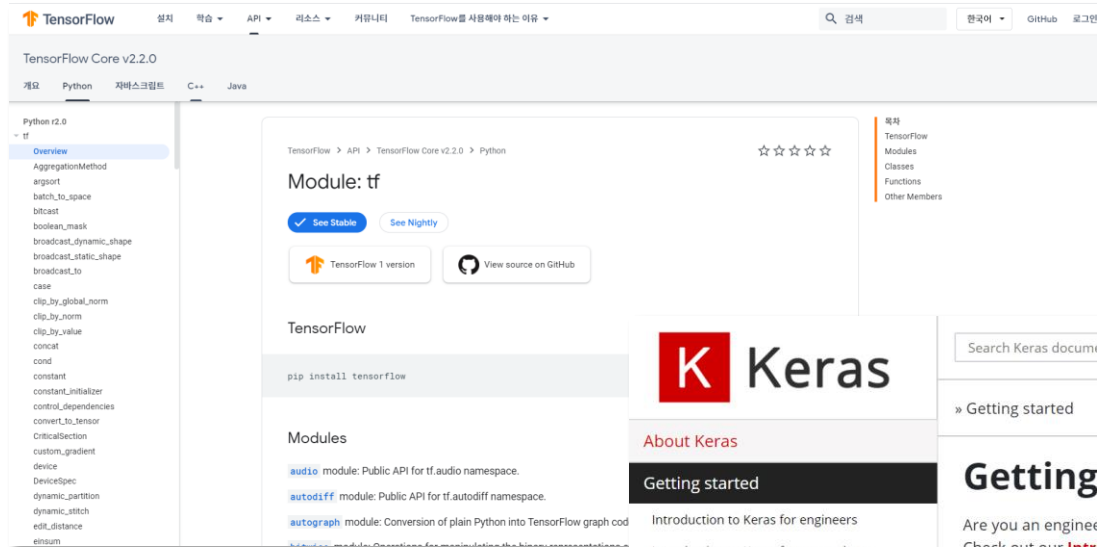 TensorFlow 설치 학습 API 리소스 커뮤니티 TensorFlow를 사용해야 하는 이유 검색 한국어 GitHub 로그인
TensorFlow Core v2.2.0
개요 Python 자바스크립트 C++ Java
Python r2.0
tf
Overview
AggregationMethod
argsort
batch_to_space
bitcast
boolean_mask
broadcast_dynamic_shape
broadcast_static_shape
broadcast_to
case
clip_by_global_norm
clip_by_norm
clip_by_value
concat
cond
constant
constant_initializer
control_dependencies
convert_to_tensor
CriticalSection
custom_gradient
device
DeviceSpec
dynamic_partition
dynamic_stitch
edit_distance
einsum
TensorFlow > API > TensorFlow Core v2.2.0 > Python
Module: tf
See Stable See Nightly
TensorFlow 1 version View source on GitHub
TensorFlow
pip install tensorflow
Modules
audio module: Public API for tf.audio namespace.
autodiff module: Public API for tf.autodiff namespace.
autograph module: Conversion of plain Python into TensorFlow graph cod
목차
TensorFlow
Modules
Classes
Functions
Other Members
K Keras
About Keras
Getting started
Introduction to Keras for engineers
Search Keras docume
» Getting started
Getting
Are you an enginee
Check out our Intr